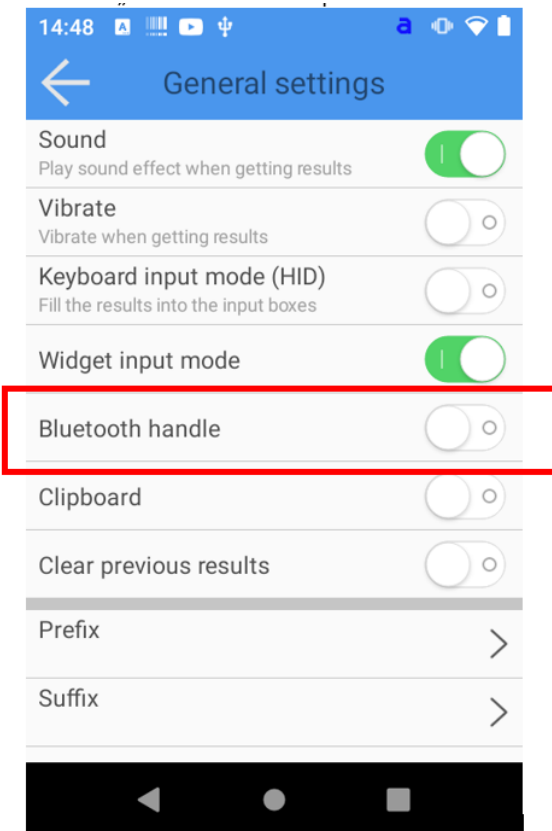 14:48 A a
General settings
Sound
Play sound effect when getting results
Vibrate
Vibrate when getting results
Keyboard input mode (HID)
Fill the results into the input boxes
Widget input mode
Bluetooth handle
Clipboard
Clear previous results
Prefix
Suffix